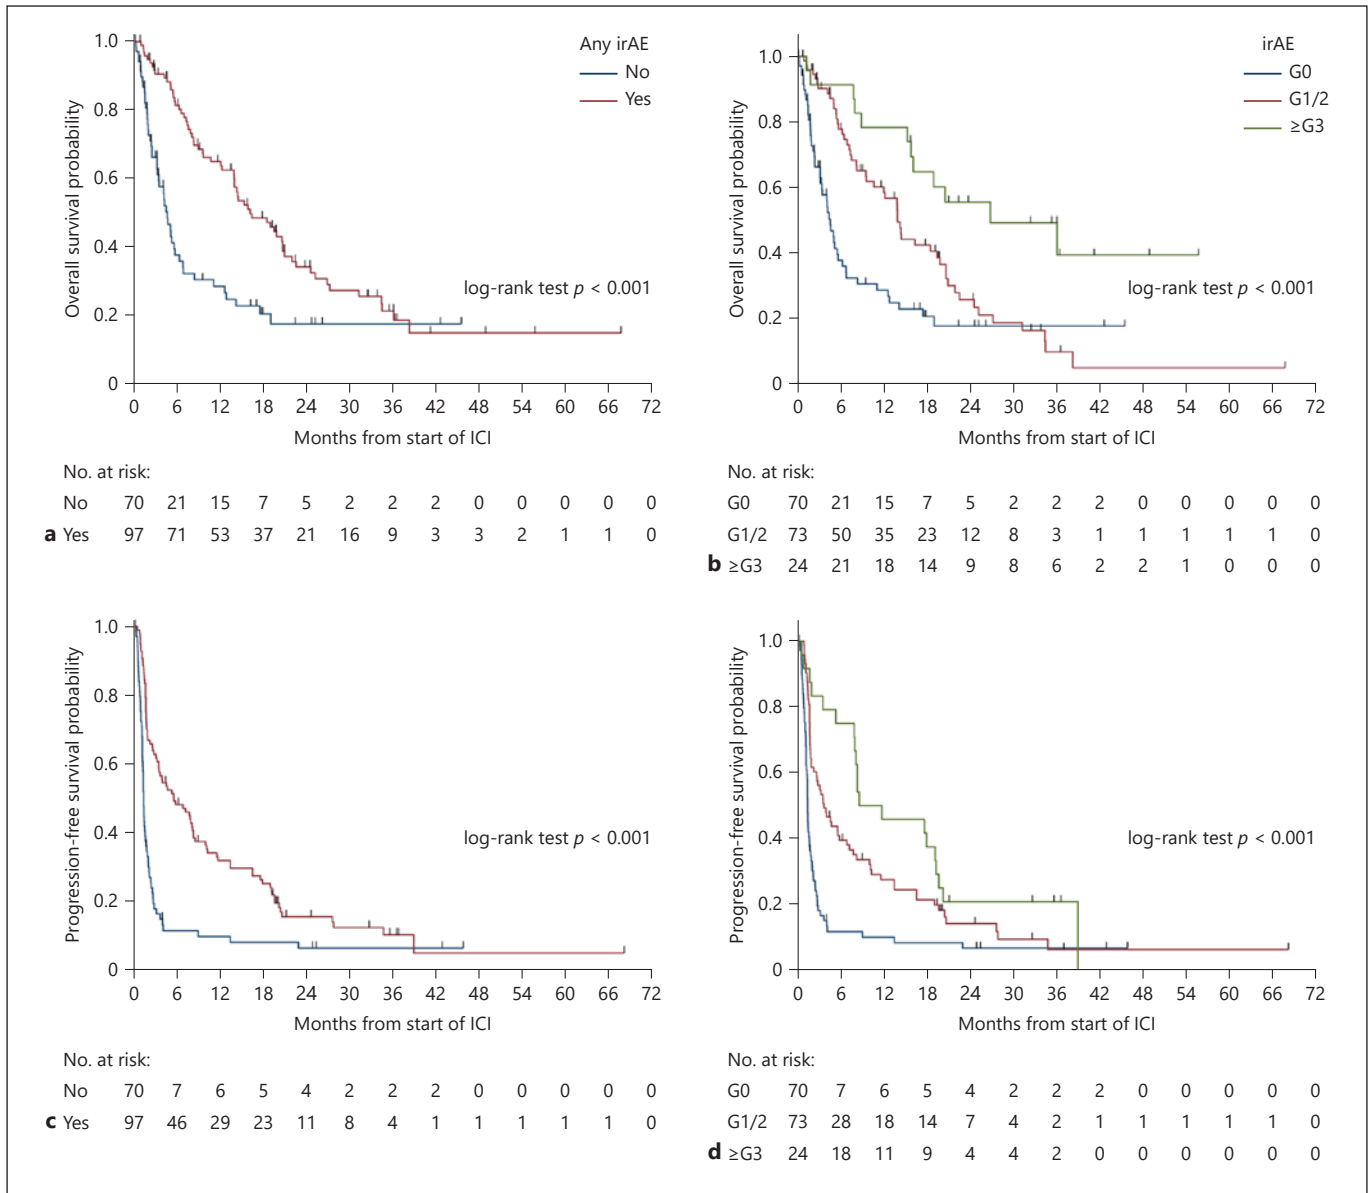 Any irAE
No
Yes
Overall survival probability
1.0
0.8
0.6
0.4
0.2
0
log-rank test p < 0.001
0 6 12 18 24 30 36 42 48 54 60 66 72
Months from start of ICI
No. at risk:
No 70 21 15 7 5 2 2 2 0 0 0 0 0
a Yes 97 71 53 37 21 16 9 3 3 2 1 1 0
irAE
G0
G1/2
≥G3
Overall survival probability
1.0
0.8
0.6
0.4
0.2
0
log-rank test p < 0.001
0 6 12 18 24 30 36 42 48 54 60 66 72
Months from start of ICI
No. at risk:
G0 70 21 15 7 5 2 2 2 0 0 0 0 0
G1/2 73 50 35 23 12 8 3 1 1 1 1 1 0
b ≥G3 24 21 18 14 9 8 6 2 2 1 0 0 0
Progression-free survival probability
1.0
0.8
0.6
0.4
0.2
0
log-rank test p < 0.001
0 6 12 18 24 30 36 42 48 54 60 66 72
Months from start of ICI
No. at risk:
No 70 7 6 5 4 2 2 2 0 0 0 0 0
c Yes 97 46 29 23 11 8 4 1 1 1 1 1 0
Progression-free survival probability
1.0
0.8
0.6
0.4
0.2
0
log-rank test p < 0.001
0 6 12 18 24 30 36 42 48 54 60 66 72
Months from start of ICI
No. at risk:
G0 70 7 6 5 4 2 2 2 0 0 0 0 0
G1/2 73 28 18 14 7 4 2 1 1 1 1 1 0
d ≥G3 24 18 11 9 4 4 2 0 0 0 0 0 0